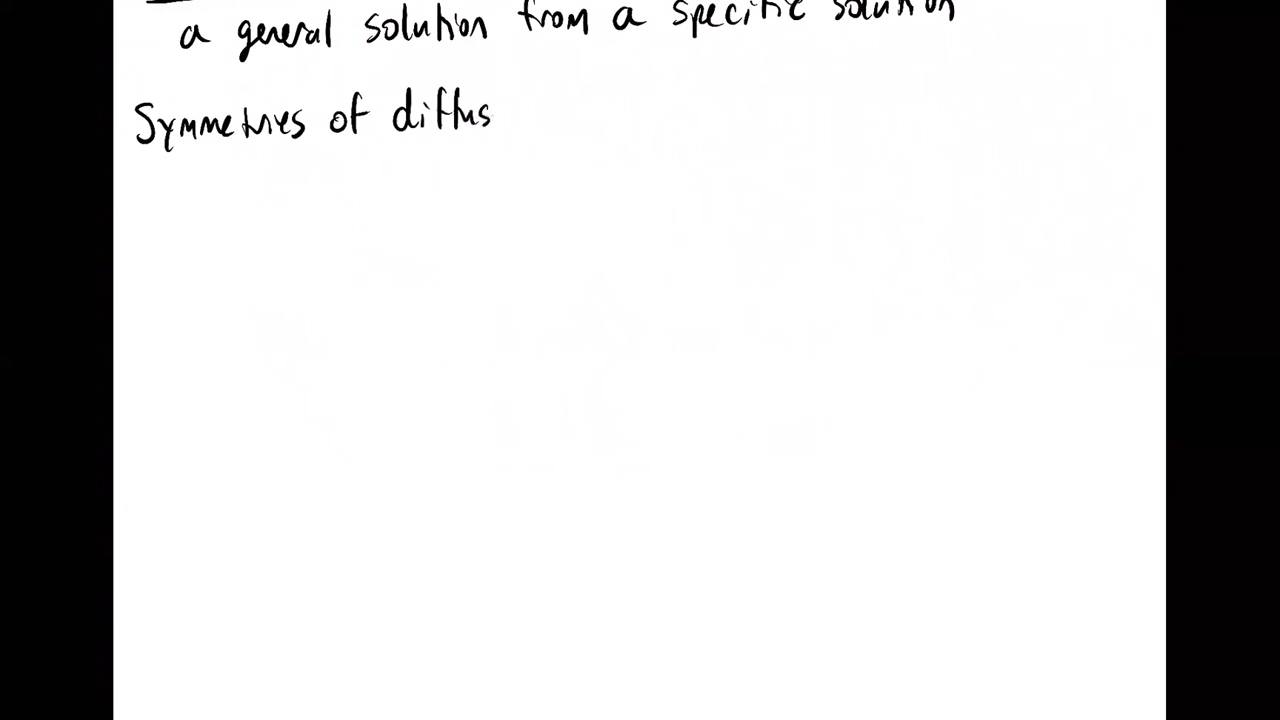 a general solution from a specific solution
Symmetries of diffus